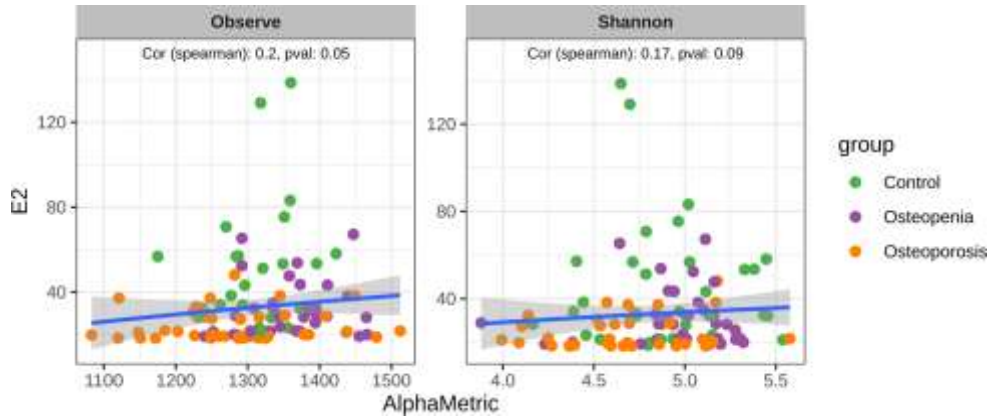 Observe
Shannon
Cor (spearman): 0.2, pval: 0.05
Cor (spearman): 0.17, pval: 0.09
E2
120
80
40
120
80
40
1100 1200 1300 1400 1500
4.0 4.5 5.0 5.5
AlphaMetric
group
Control
Osteopenia
Osteoporosis